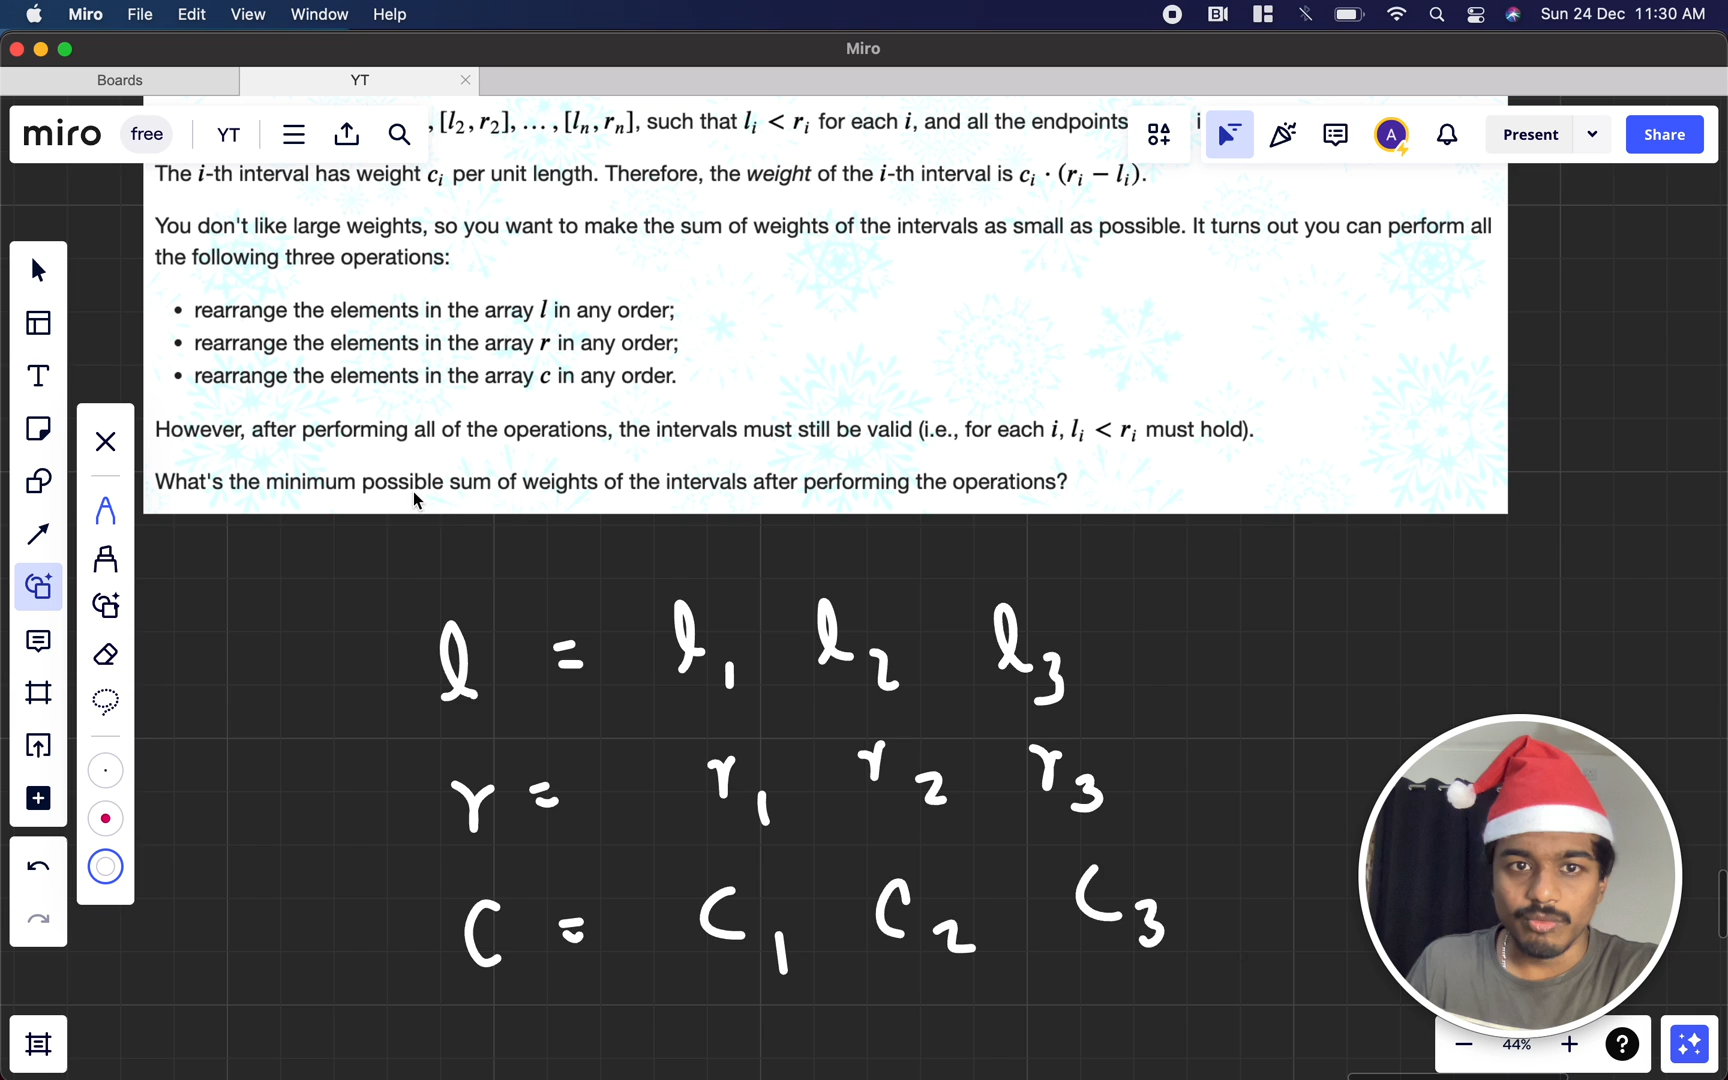 Miro File Edit View Window Help Sun 24 Dec 11:30 AM
Miro
Boards YT
miro free YT Present Share
, [l₂, r₂], …, [lₙ, rₙ], such that lᵢ < rᵢ for each i, and all the endpoints
A
The i-th interval has weight cᵢ per unit length. Therefore, the weight of the i-th interval is cᵢ · (rᵢ − lᵢ).
You don't like large weights, so you want to make the sum of weights of the intervals as small as possible. It turns out you can perform all
the following three operations:
• rearrange the elements in the array l in any order;
• rearrange the elements in the array r in any order;
• rearrange the elements in the array c in any order.
However, after performing all of the operations, the intervals must still be valid (i.e., for each i, lᵢ < rᵢ must hold).
What's the minimum possible sum of weights of the intervals after performing the operations?
l = l₁ l₂ l₃
r = r₁ r₂ r₃
C = C₁ C₂ C₃
44%